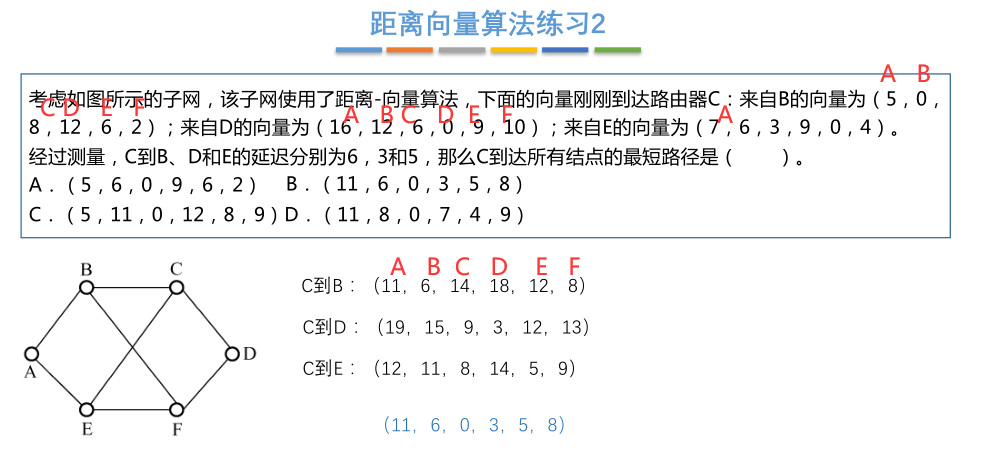 距离向量算法练习2
A B
考虑如图所示的子网，该子网使用了距离-向量算法，下面的向量刚刚到达路由器C：来自B的向量为（5，0，
C D E F A B C D E F A
8，12，6，2）；来自D的向量为（16，12，6，0，9，10）；来自E的向量为（7，6，3，9，0，4）。
经过测量，C到B、D和E的延迟分别为6，3和5，那么C到达所有结点的最短路径是（　　）。
A．（5，6，0，9，6，2） B．（11，6，0，3，5，8）
C．（5，11，0，12，8，9） D．（11，8，0，7，4，9）
A B C D E F
C到B：（11，6，14，18，12，8）
C到D：（19，15，9，3，12，13）
C到E：（12，11，8，14，5，9）
（11，6，0，3，5，8）
B C
A D
E F